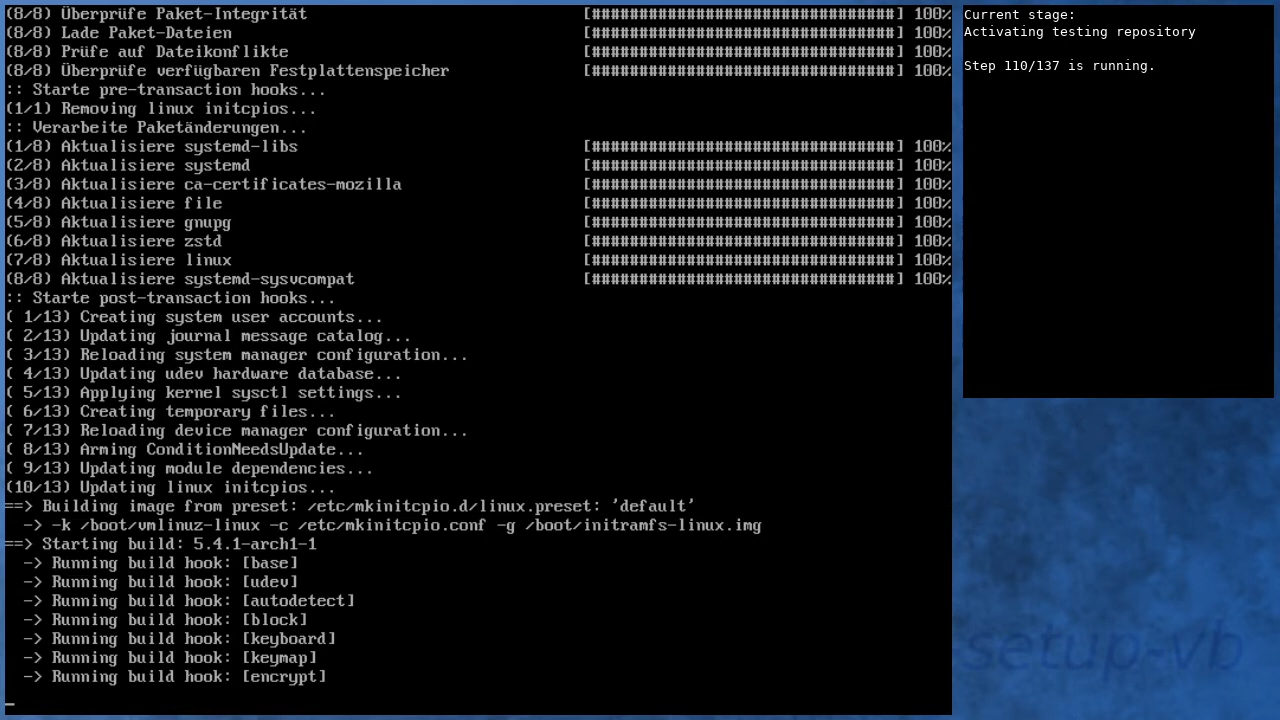 (8/8) Überprüfe Paket-Integrität [################################] 100%
(8/8) Lade Paket-Dateien [################################] 100%
(8/8) Prüfe auf Dateikonflikte [################################] 100%
(8/8) Überprüfe verfügbaren Festplattenspeicher [################################] 100%
:: Starte pre-transaction hooks...
(1/1) Removing linux initcpios...
:: Verarbeite Paketänderungen...
(1/8) Aktualisiere systemd-libs [################################] 100%
(2/8) Aktualisiere systemd [################################] 100%
(3/8) Aktualisiere ca-certificates-mozilla [################################] 100%
(4/8) Aktualisiere file [################################] 100%
(5/8) Aktualisiere gnupg [################################] 100%
(6/8) Aktualisiere zstd [################################] 100%
(7/8) Aktualisiere linux [################################] 100%
(8/8) Aktualisiere systemd-sysvcompat [################################] 100%
:: Starte post-transaction hooks...
( 1/13) Creating system user accounts...
( 2/13) Updating journal message catalog...
( 3/13) Reloading system manager configuration...
( 4/13) Updating udev hardware database...
( 5/13) Applying kernel sysctl settings...
( 6/13) Creating temporary files...
( 7/13) Reloading device manager configuration...
( 8/13) Arming ConditionNeedsUpdate...
( 9/13) Updating module dependencies...
(10/13) Updating linux initcpios...
==> Building image from preset: /etc/mkinitcpio.d/linux.preset: 'default'
  -> -k /boot/vmlinuz-linux -c /etc/mkinitcpio.conf -g /boot/initramfs-linux.img
==> Starting build: 5.4.1-arch1-1
  -> Running build hook: [base]
  -> Running build hook: [udev]
  -> Running build hook: [autodetect]
  -> Running build hook: [block]
  -> Running build hook: [keyboard]
  -> Running build hook: [keymap]
  -> Running build hook: [encrypt]
_
Current stage:
Activating testing repository
Step 110/137 is running.
setup-vb